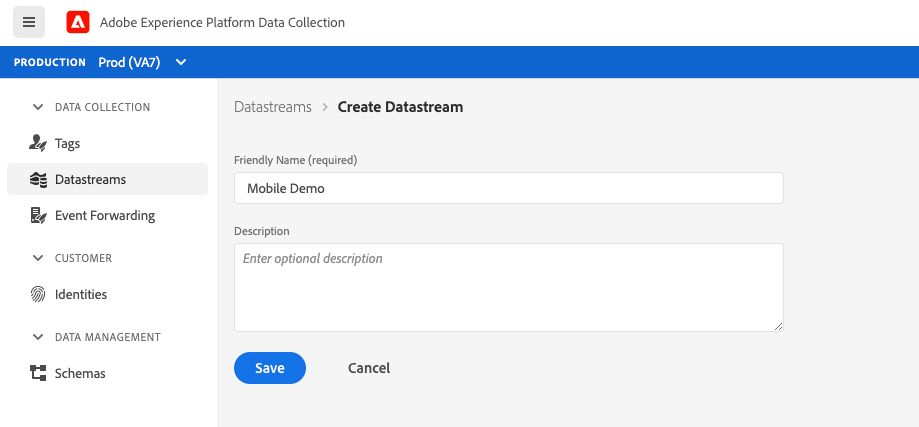 Adobe Experience Platform Data Collection
PRODUCTION Prod (VA7)
DATA COLLECTION
Tags
Datastreams
Event Forwarding
CUSTOMER
Identities
DATA MANAGEMENT
Schemas
Datastreams > Create Datastream
Friendly Name (required)
Mobile Demo
Description
Enter optional description
Save Cancel